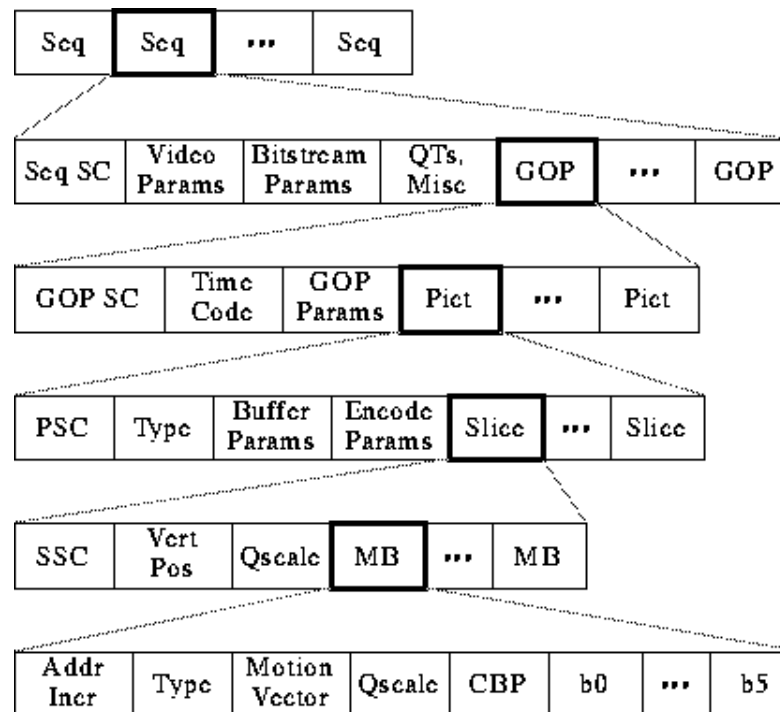 Seq Seq ... Seq
Seq SC Video Params Bitstream Params QTs, Misc GOP ... GOP
GOP SC Time Code GOP Params Pict ... Pict
PSC Type Buffer Params Encode Params Slice ... Slice
SSC Vert Pos Qscale MB ... MB
Addr Incr Type Motion Vector Qscale CBP b0 ... b5